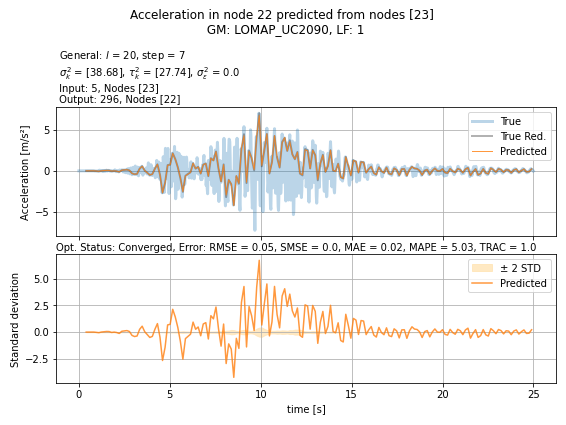 Acceleration in node 22 predicted from nodes [23]
GM: LOMAP_UC2090, LF: 1
General: l = 20, step = 7
σ²ₖ = [38.68], τ²ₖ = [27.74], σ²ε = 0.0
Input: 5, Nodes [23]
Output: 296, Nodes [22]
Acceleration [m/s²]
5
0
−5
True
True Red.
Predicted
Opt. Status: Converged, Error: RMSE = 0.05, SMSE = 0.0, MAE = 0.02, MAPE = 5.03, TRAC = 1.0
Standard deviation
5.0
2.5
0.0
−2.5
± 2 STD
Predicted
0 5 10 15 20 25
time [s]